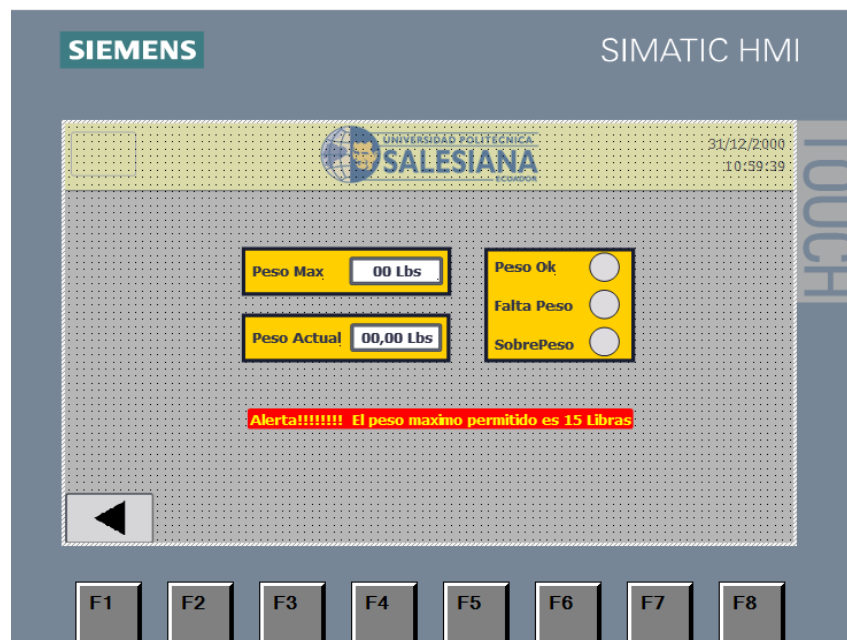 SIEMENS
SIMATIC HMI
UNIVERSIDAD POLITÉCNICA
SALESIANA
ECUADOR
31/12/2000
10:59:39
TOUCH
Peso Max 00 Lbs
Peso Actual 00,00 Lbs
Peso Ok
Falta Peso
SobrePeso
Alerta!!!!!!!! El peso maximo permitido es 15 Libras
F1 F2 F3 F4 F5 F6 F7 F8